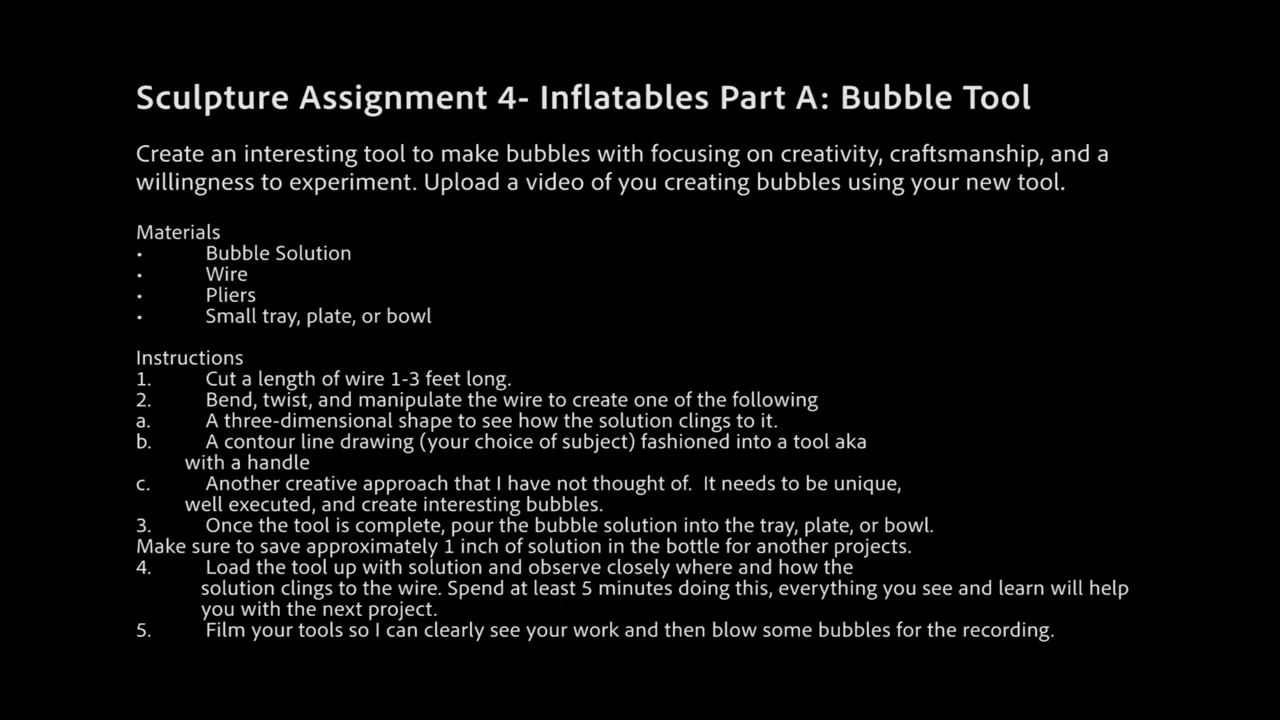 Sculpture Assignment 4- Inflatables Part A: Bubble Tool
Create an interesting tool to make bubbles with focusing on creativity, craftsmanship, and a
willingness to experiment. Upload a video of you creating bubbles using your new tool.
Materials
• Bubble Solution
• Wire
• Pliers
• Small tray, plate, or bowl
Instructions
1. Cut a length of wire 1-3 feet long.
2. Bend, twist, and manipulate the wire to create one of the following
a. A three-dimensional shape to see how the solution clings to it.
b. A contour line drawing (your choice of subject) fashioned into a tool aka
with a handle
c. Another creative approach that I have not thought of.  It needs to be unique,
well executed, and create interesting bubbles.
3. Once the tool is complete, pour the bubble solution into the tray, plate, or bowl.
Make sure to save approximately 1 inch of solution in the bottle for another projects.
4. Load the tool up with solution and observe closely where and how the
solution clings to the wire. Spend at least 5 minutes doing this, everything you see and learn will help
you with the next project.
5. Film your tools so I can clearly see your work and then blow some bubbles for the recording.